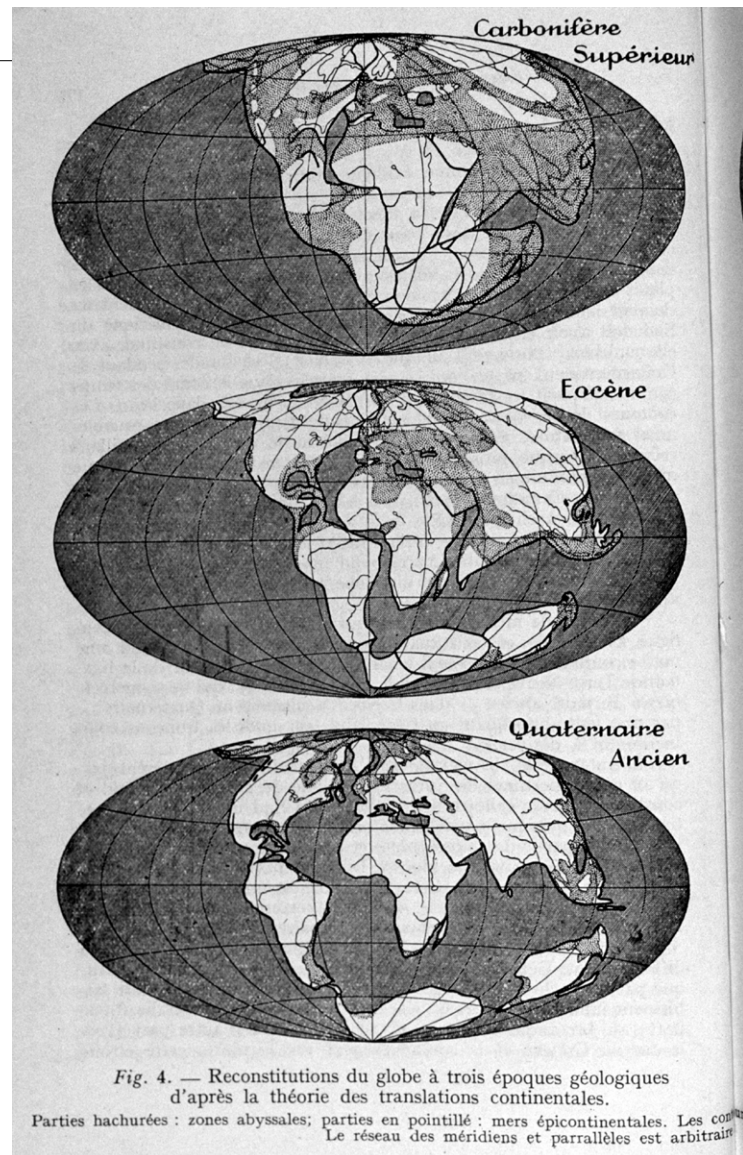 Carbonifère
Supérieur
Eocène
Quaternaire
Ancien
Fig. 4. — Reconstitutions du globe à trois époques géologiques
d'après la théorie des translations continentales.
Parties hachurées : zones abyssales; parties en pointillé : mers épicontinentales. Les
Le réseau des méridiens et parrallèles est arbitraire